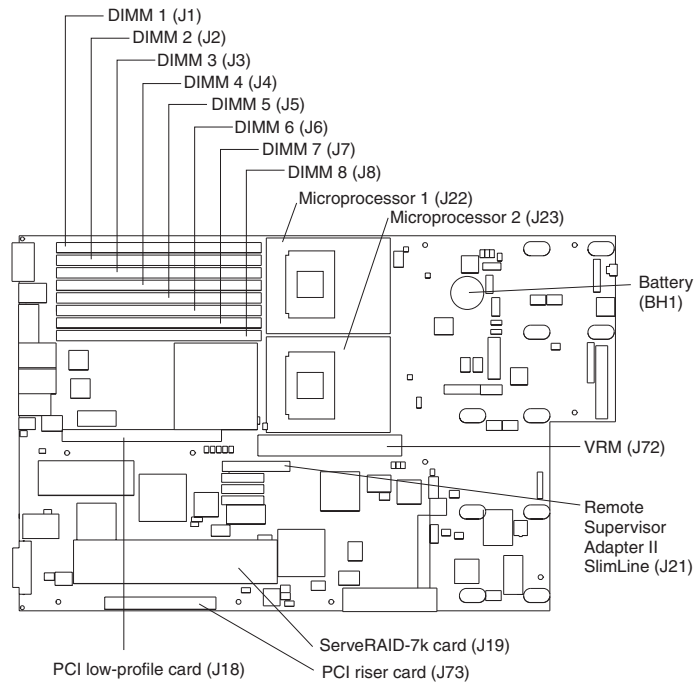 DIMM 1 (J1)
DIMM 2 (J2)
DIMM 3 (J3)
DIMM 4 (J4)
DIMM 5 (J5)
DIMM 6 (J6)
DIMM 7 (J7)
DIMM 8 (J8)
Microprocessor 1 (J22)
Microprocessor 2 (J23)
Battery
(BH1)
VRM (J72)
Remote
Supervisor
Adapter II
SlimLine (J21)
ServeRAID-7k card (J19)
PCI low-profile card (J18)
PCI riser card (J73)